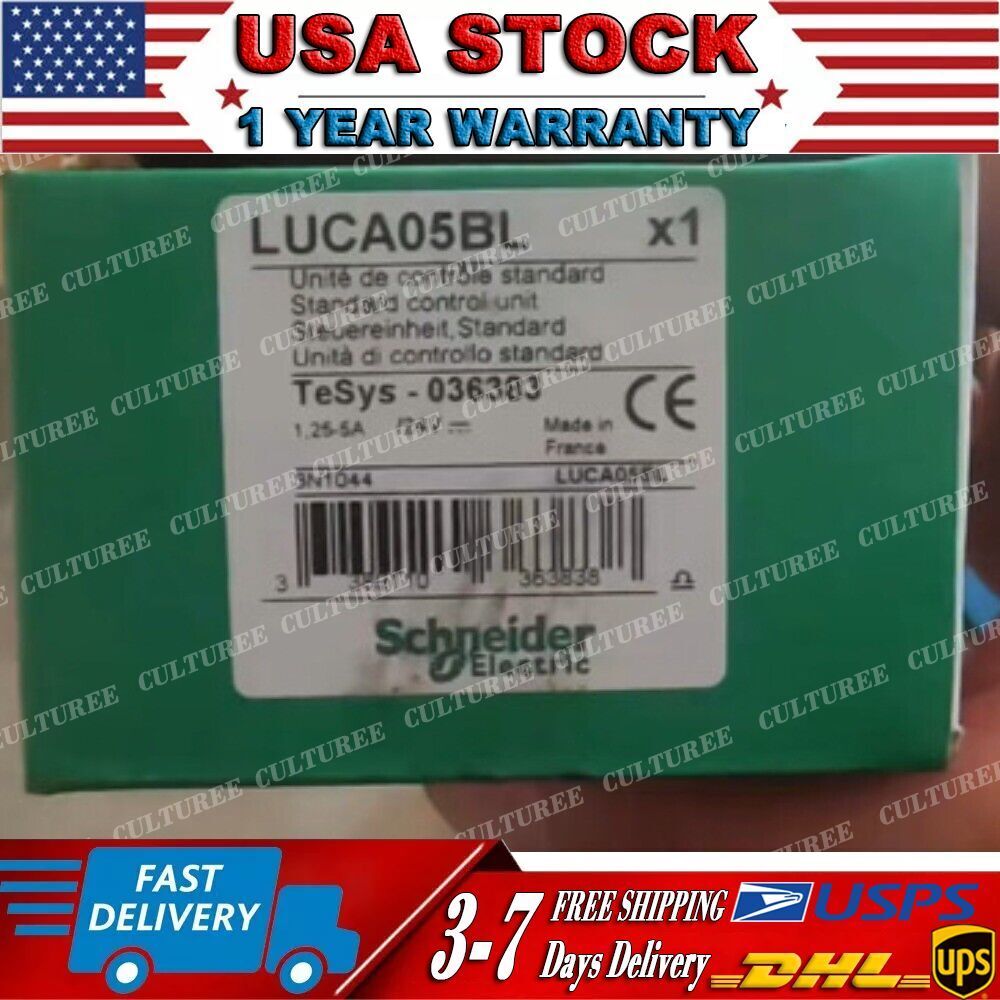 USA STOCK
1 YEAR WARRANTY
LUCA05BL x1
Unité de contrôle standard
Standard control unit
Steuereinheit, Standard
Unità di controllo standard
TeSys - 036383
1,25-5A
Made in
France
CE
LUCA05BL
3 363838
Schneider
Electric
CULTUREE
FAST
DELIVERY
3-7
FREE SHIPPING
Days Delivery
USPS
DHL
ups